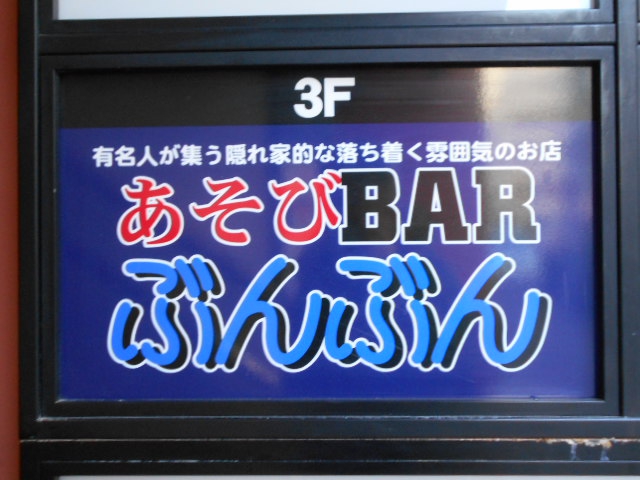 3F
有名人が集う隠れ家的な落ち着く雰囲気のお店
あそびBAR
ぶんぶん